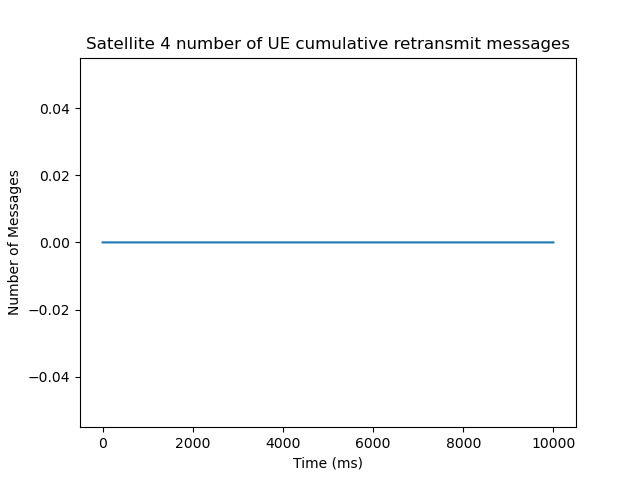 Satellite 4 number of UE cumulative retransmit messages
Number of Messages
0.04
0.02
0.00
−0.02
−0.04
0 2000 4000 6000 8000 10000
Time (ms)